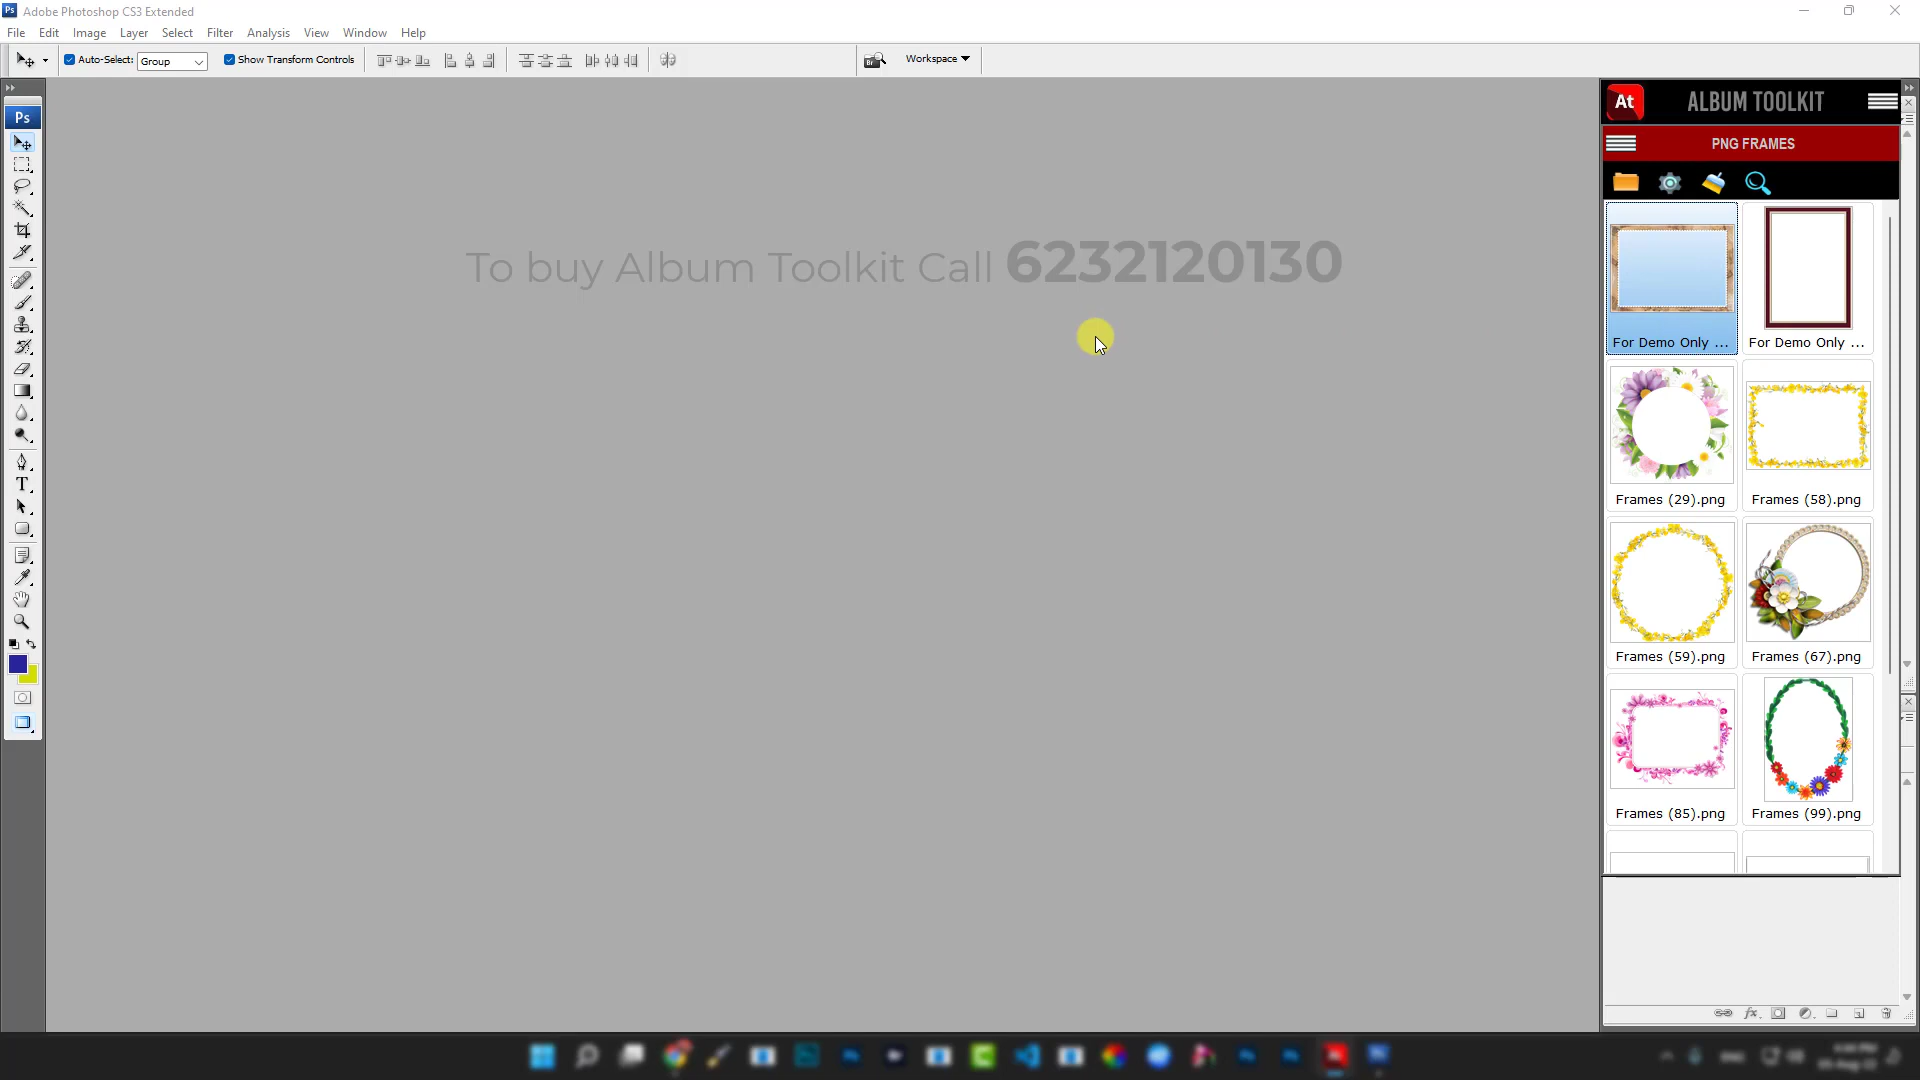 Ps Adobe Photoshop CS3 Extended
File Edit Image Layer Select Filter Analysis View Window Help
Auto-Select: Group Show Transform Controls Workspace
Ps
To buy Album Toolkit Call 6232120130
At ALBUM TOOLKIT
PNG FRAMES
For Demo Only ... For Demo Only ...
Frames (29).png Frames (58).png
Frames (59).png Frames (67).png
Frames (85).png Frames (99).png